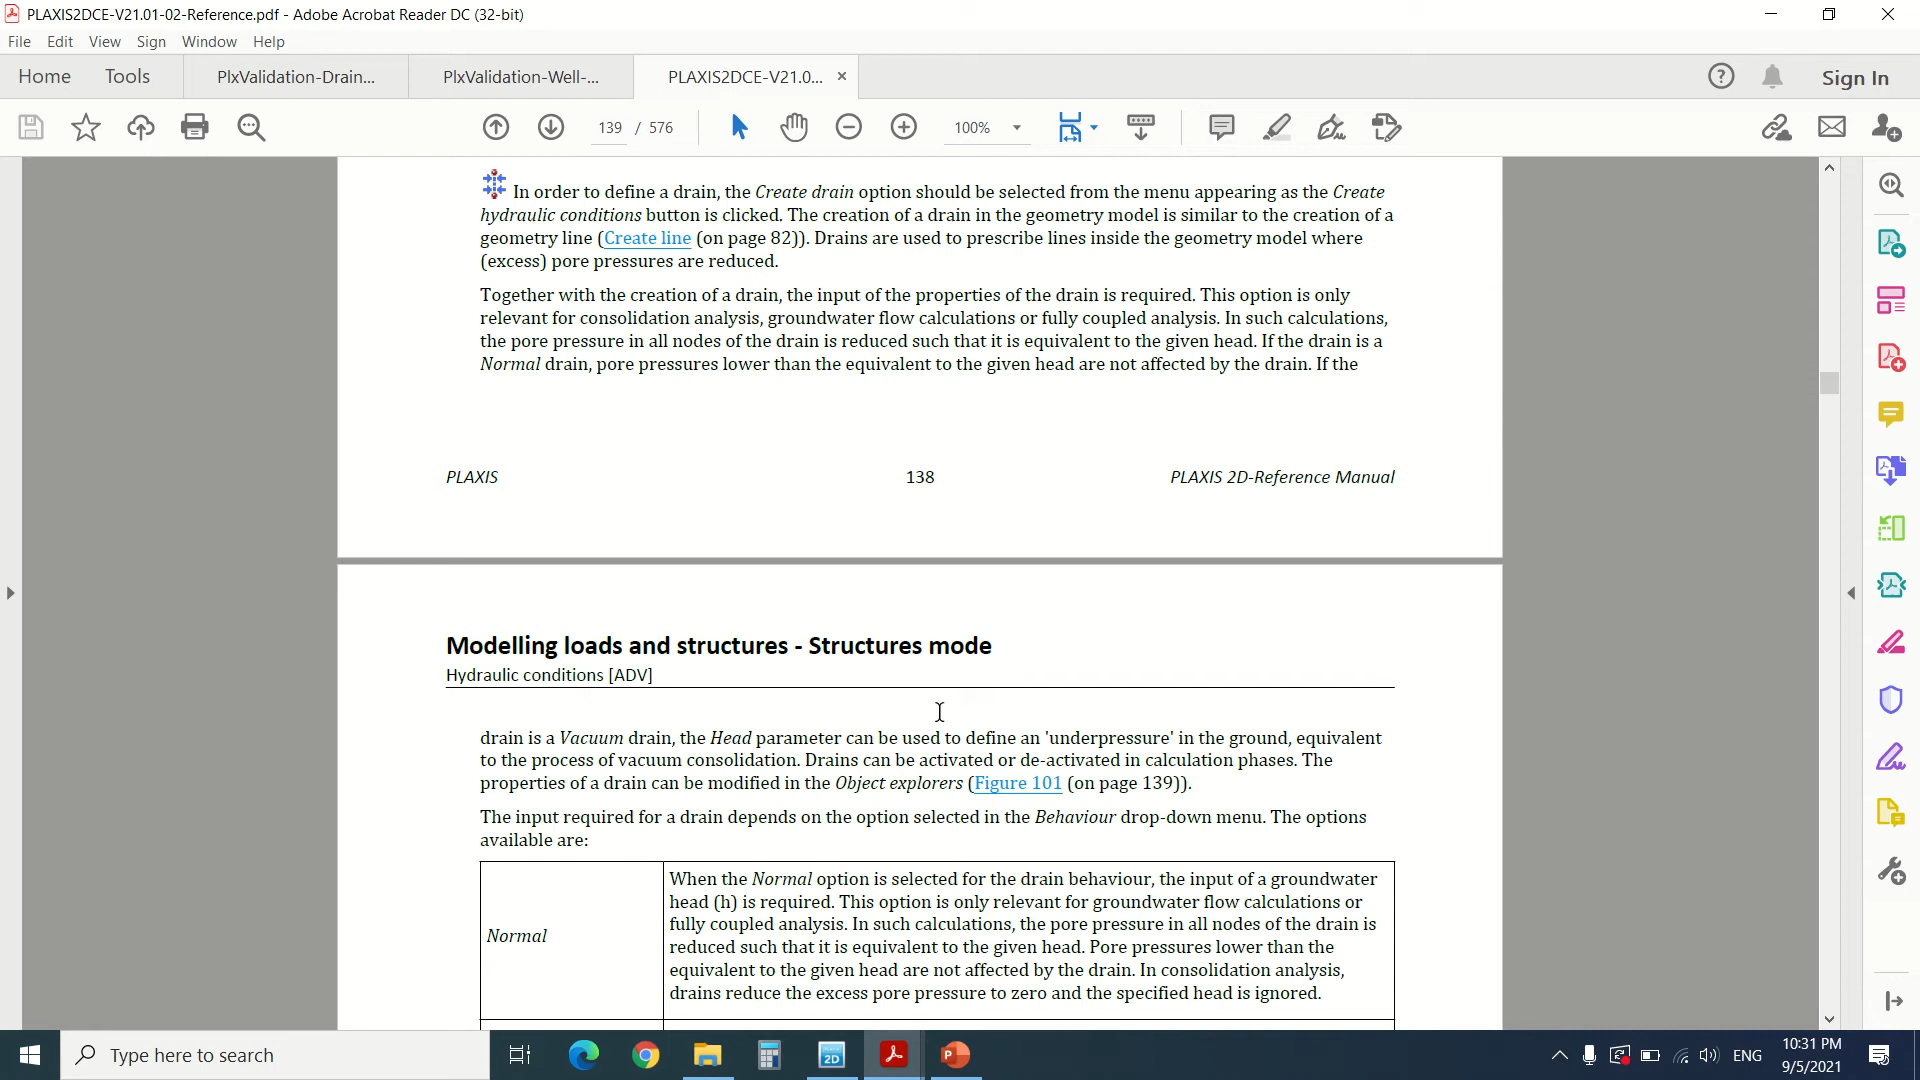 PLAXIS2DCE-V21.01-02-Reference.pdf - Adobe Acrobat Reader DC (32-bit)
File Edit View Sign Window Help
Home Tools PlxValidation-Drain... PlxValidation-Well-... PLAXIS2DCE-V21.0... × Sign In
139 / 576 100%
In order to define a drain, the Create drain option should be selected from the menu appearing as the Create
hydraulic conditions button is clicked. The creation of a drain in the geometry model is similar to the creation of a
geometry line (Create line (on page 82)). Drains are used to prescribe lines inside the geometry model where
(excess) pore pressures are reduced.
Together with the creation of a drain, the input of the properties of the drain is required. This option is only
relevant for consolidation analysis, groundwater flow calculations or fully coupled analysis. In such calculations,
the pore pressure in all nodes of the drain is reduced such that it is equivalent to the given head. If the drain is a
Normal drain, pore pressures lower than the equivalent to the given head are not affected by the drain. If the
PLAXIS 138 PLAXIS 2D-Reference Manual
Modelling loads and structures - Structures mode
Hydraulic conditions [ADV]
drain is a Vacuum drain, the Head parameter can be used to define an 'underpressure' in the ground, equivalent
to the process of vacuum consolidation. Drains can be activated or de-activated in calculation phases. The
properties of a drain can be modified in the Object explorers (Figure 101 (on page 139)).
The input required for a drain depends on the option selected in the Behaviour drop-down menu. The options
available are:
Normal
When the Normal option is selected for the drain behaviour, the input of a groundwater
head (h) is required. This option is only relevant for groundwater flow calculations or
fully coupled analysis. In such calculations, the pore pressure in all nodes of the drain is
reduced such that it is equivalent to the given head. Pore pressures lower than the
equivalent to the given head are not affected by the drain. In consolidation analysis,
drains reduce the excess pore pressure to zero and the specified head is ignored.
Type here to search
2D
P
ENG
10:31 PM
9/5/2021